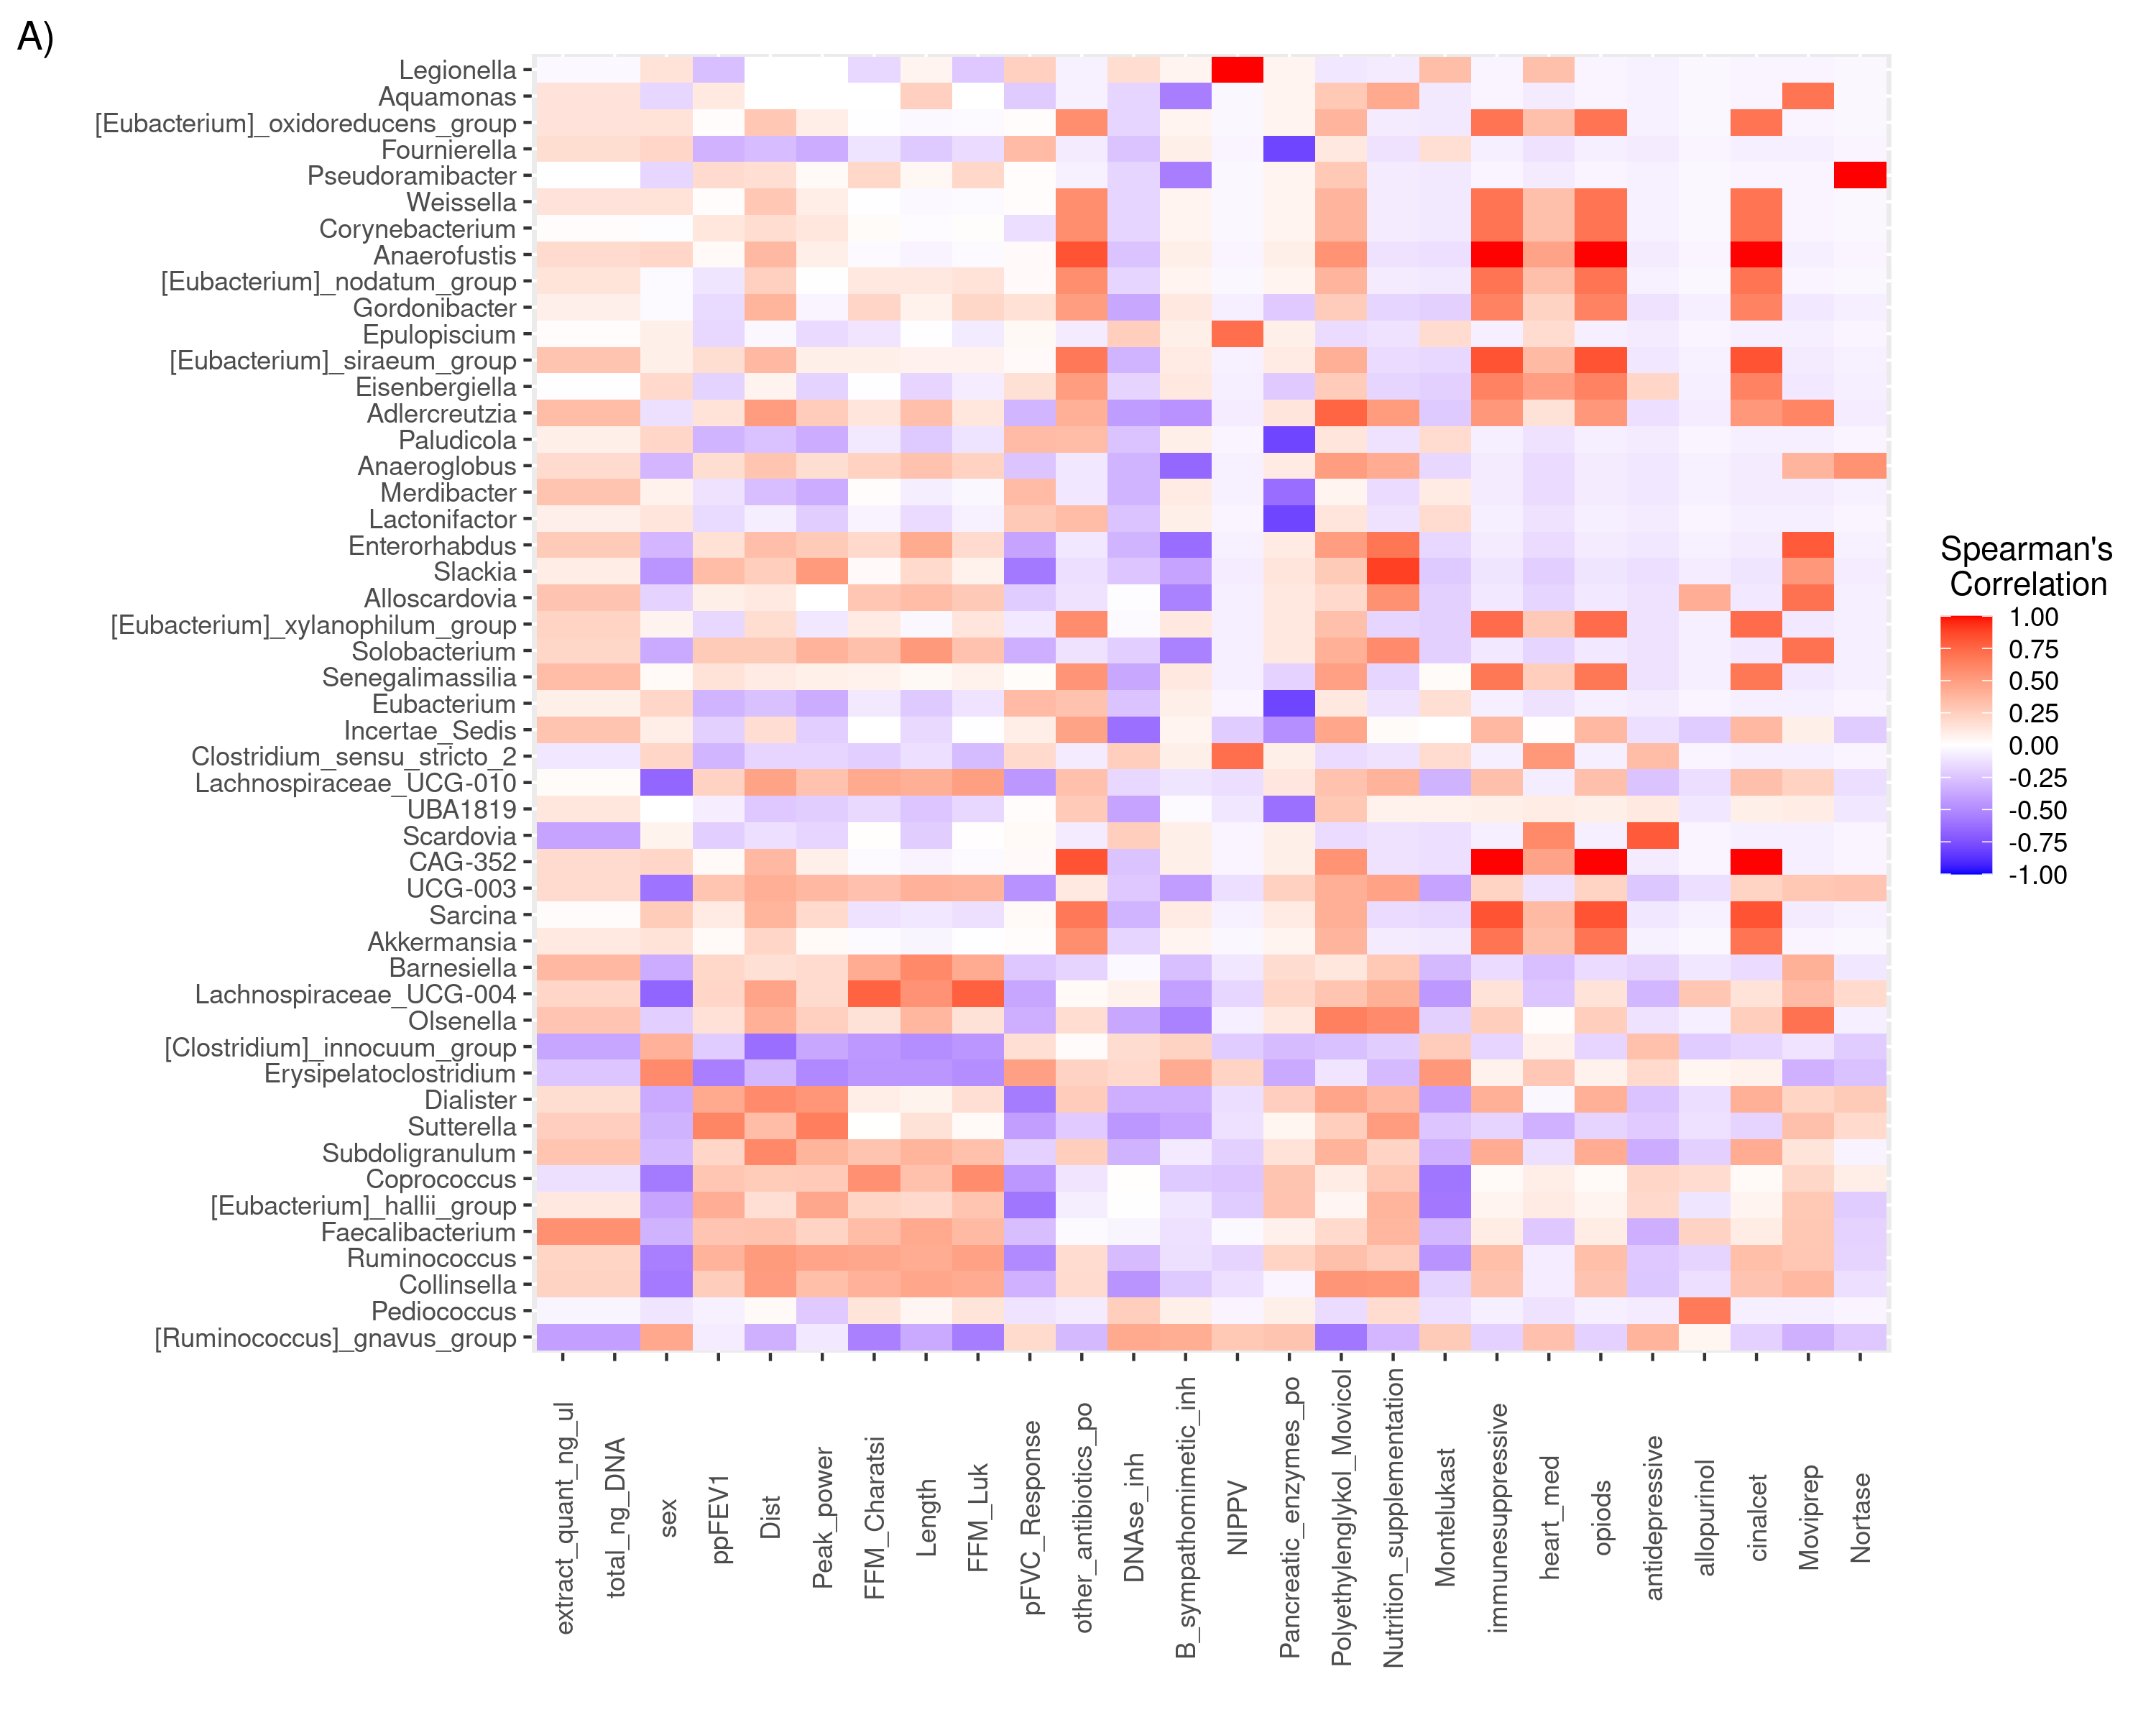 A)
Legionella
Aquamonas
[Eubacterium]_oxidoreducens_group
Fournierella
Pseudoramibacter
Weissella
Corynebacterium
Anaerofustis
[Eubacterium]_nodatum_group
Gordonibacter
Epulopiscium
[Eubacterium]_siraeum_group
Eisenbergiella
Adlercreutzia
Paludicola
Anaeroglobus
Merdibacter
Lactonifactor
Enterorhabdus
Slackia
Alloscardovia
[Eubacterium]_xylanophilum_group
Solobacterium
Senegalimassilia
Eubacterium
Incertae_Sedis
Clostridium_sensu_stricto_2
Lachnospiraceae_UCG-010
UBA1819
Scardovia
CAG-352
UCG-003
Sarcina
Akkermansia
Barnesiella
Lachnospiraceae_UCG-004
Olsenella
[Clostridium]_innocuum_group
Erysipelatoclostridium
Dialister
Sutterella
Subdoligranulum
Coprococcus
[Eubacterium]_hallii_group
Faecalibacterium
Ruminococcus
Collinsella
Pediococcus
[Ruminococcus]_gnavus_group
extract_quant_ng_ul
total_ng_DNA
sex
ppFEV1
Dist
Peak_power
FFM_Charatsi
Length
FFM_Luk
pFVC_Response
other_antibiotics_po
DNAse_inh
B_sympathomimetic_inh
NIPPV
Pancreatic_enzymes_po
Polyethylenglykol_Movicol
Nutrition_supplementation
Montelukast
immunesuppressive
heart_med
opiods
antidepressive
allopurinol
cinalcet
Moviprep
Nortase
Spearman's
Correlation
1.00
0.75
0.50
0.25
0.00
-0.25
-0.50
-0.75
-1.00